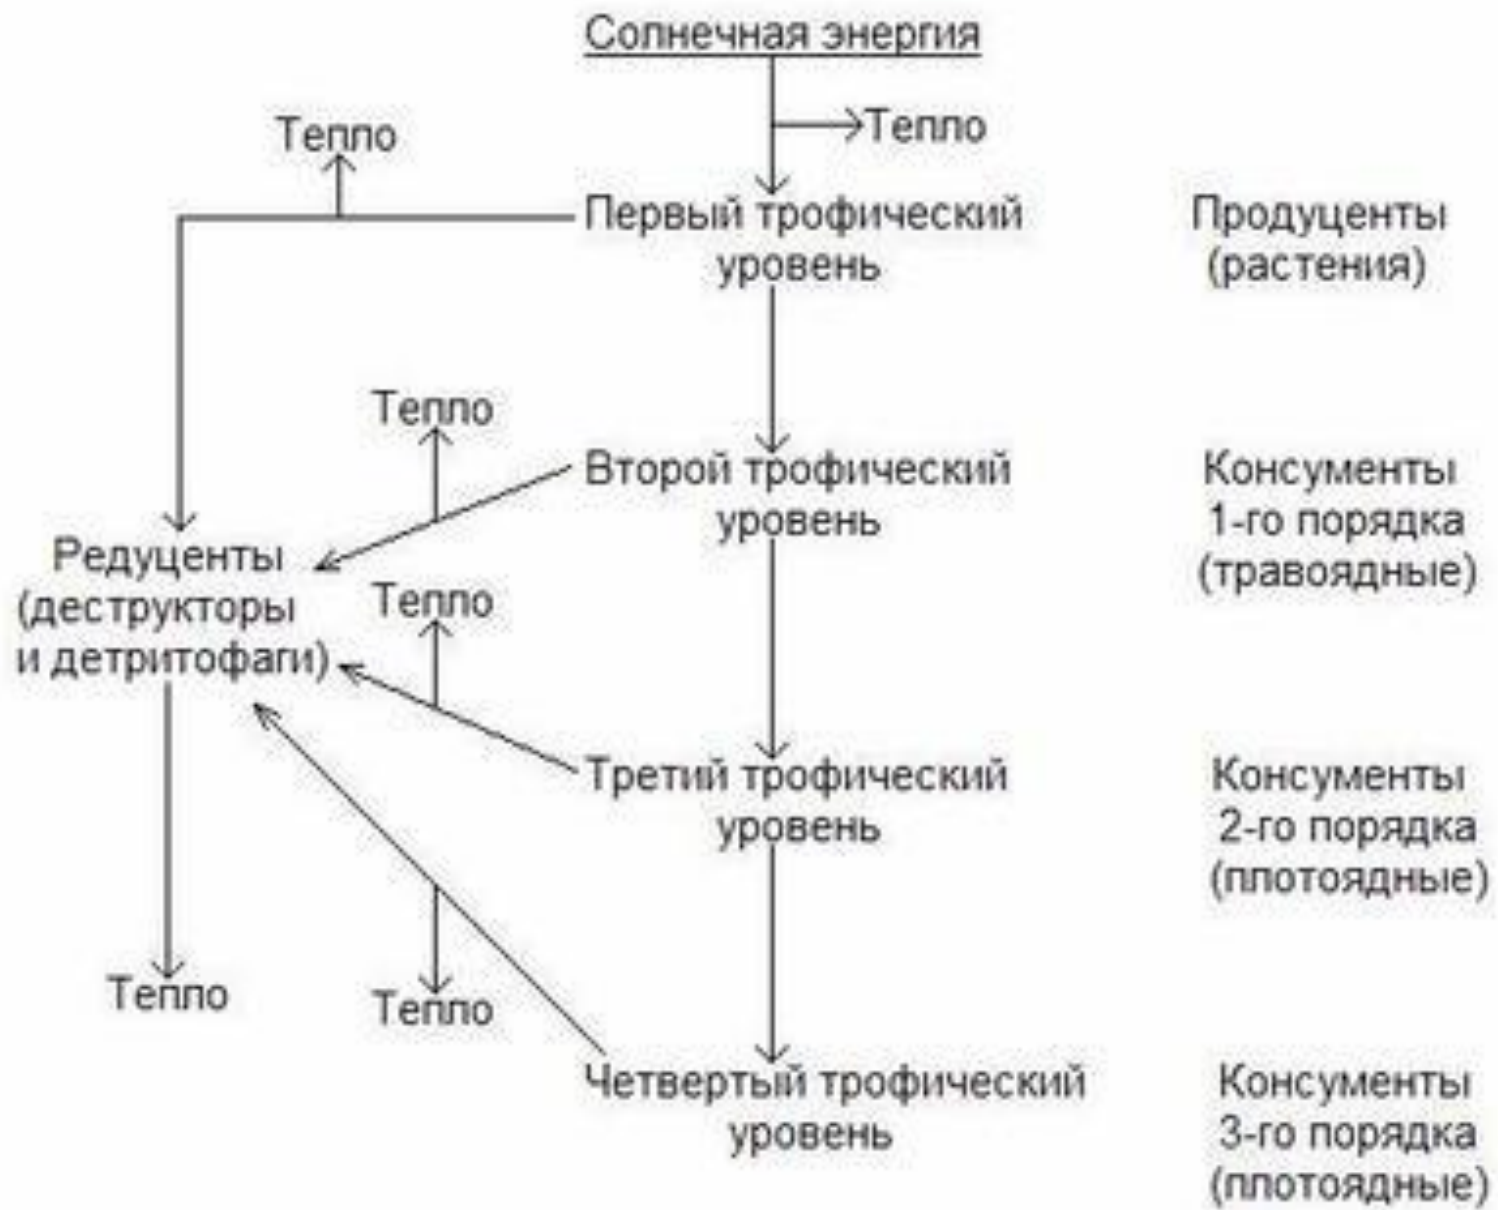 Солнечная энергия
Тепло
Тепло
Первый трофический
уровень
Продуценты
(растения)
Тепло
Второй трофический
уровень
Консументы
1-го порядка
(травоядные)
Редуценты
(деструкторы
и детритофаги)
Тепло
Третий трофический
уровень
Консументы
2-го порядка
(плотоядные)
Тепло
Тепло
Четвертый трофический
уровень
Консументы
3-го порядка
(плотоядные)